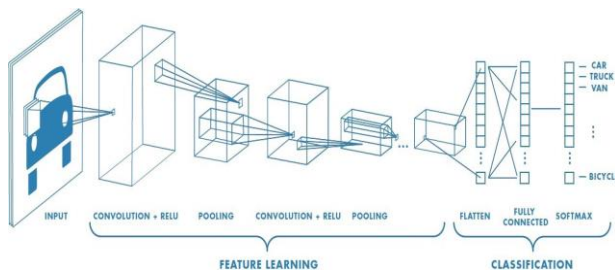 CAR
TRUCK
VAN
BICYCL
INPUT
CONVOLUTION + RELU
POOLING
CONVOLUTION + RELU
POOLING
FLATTEN
FULLY
CONNECTED
SOFTMAX
FEATURE LEARNING
CLASSIFICATION